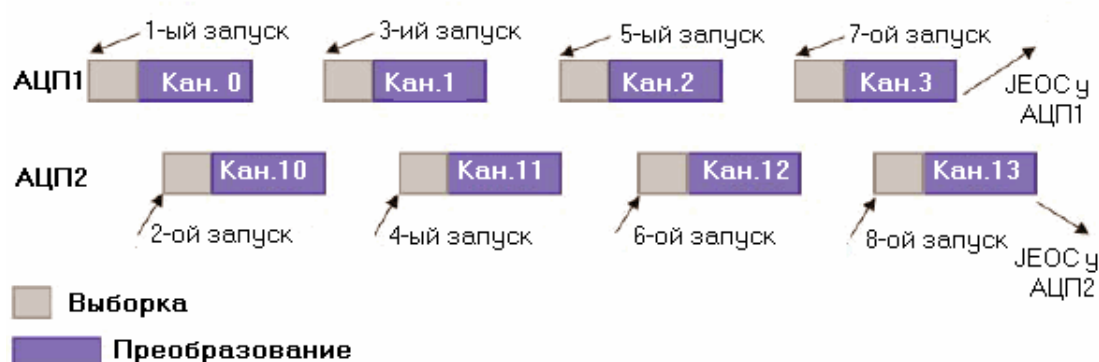 1-ый запуск
3-ий запуск
5-ый запуск
7-ой запуск
АЦП1
Кан. 0
Кан.1
Кан.2
Кан.3
JEOC у
АЦП1
АЦП2
Кан.10
Кан.11
Кан.12
Кан.13
2-ой запуск
4-ый запуск
6-ой запуск
8-ой запуск
JEOC у
АЦП2
Выборка
Преобразование